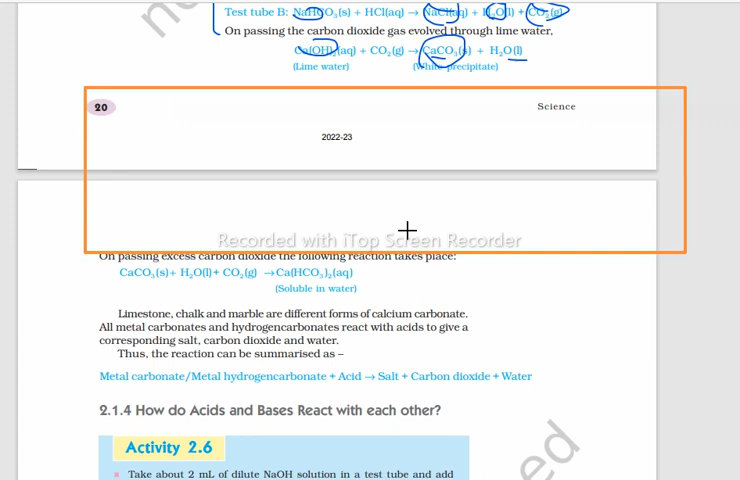 Test tube B: NaHCO₃(s) + HCl(aq) → NaCl(aq) + H₂O(l) + CO₂(g)
On passing the carbon dioxide gas evolved through lime water,
Ca(OH)₂(aq) + CO₂(g) → CaCO₃(s) + H₂O(l)
(Lime water) (White precipitate)
20 Science
2022-23
Recorded with iTop Screen Recorder
On passing excess carbon dioxide the following reaction takes place:
CaCO₃(s)+ H₂O(l)+ CO₂(g) →Ca(HCO₃)₂(aq)
(Soluble in water)
Limestone, chalk and marble are different forms of calcium carbonate.
All metal carbonates and hydrogencarbonates react with acids to give a
corresponding salt, carbon dioxide and water.
Thus, the reaction can be summarised as –
Metal carbonate/Metal hydrogencarbonate + Acid → Salt + Carbon dioxide + Water
2.1.4 How do Acids and Bases React with each other?
Activity 2.6
Take about 2 mL of dilute NaOH solution in a test tube and add